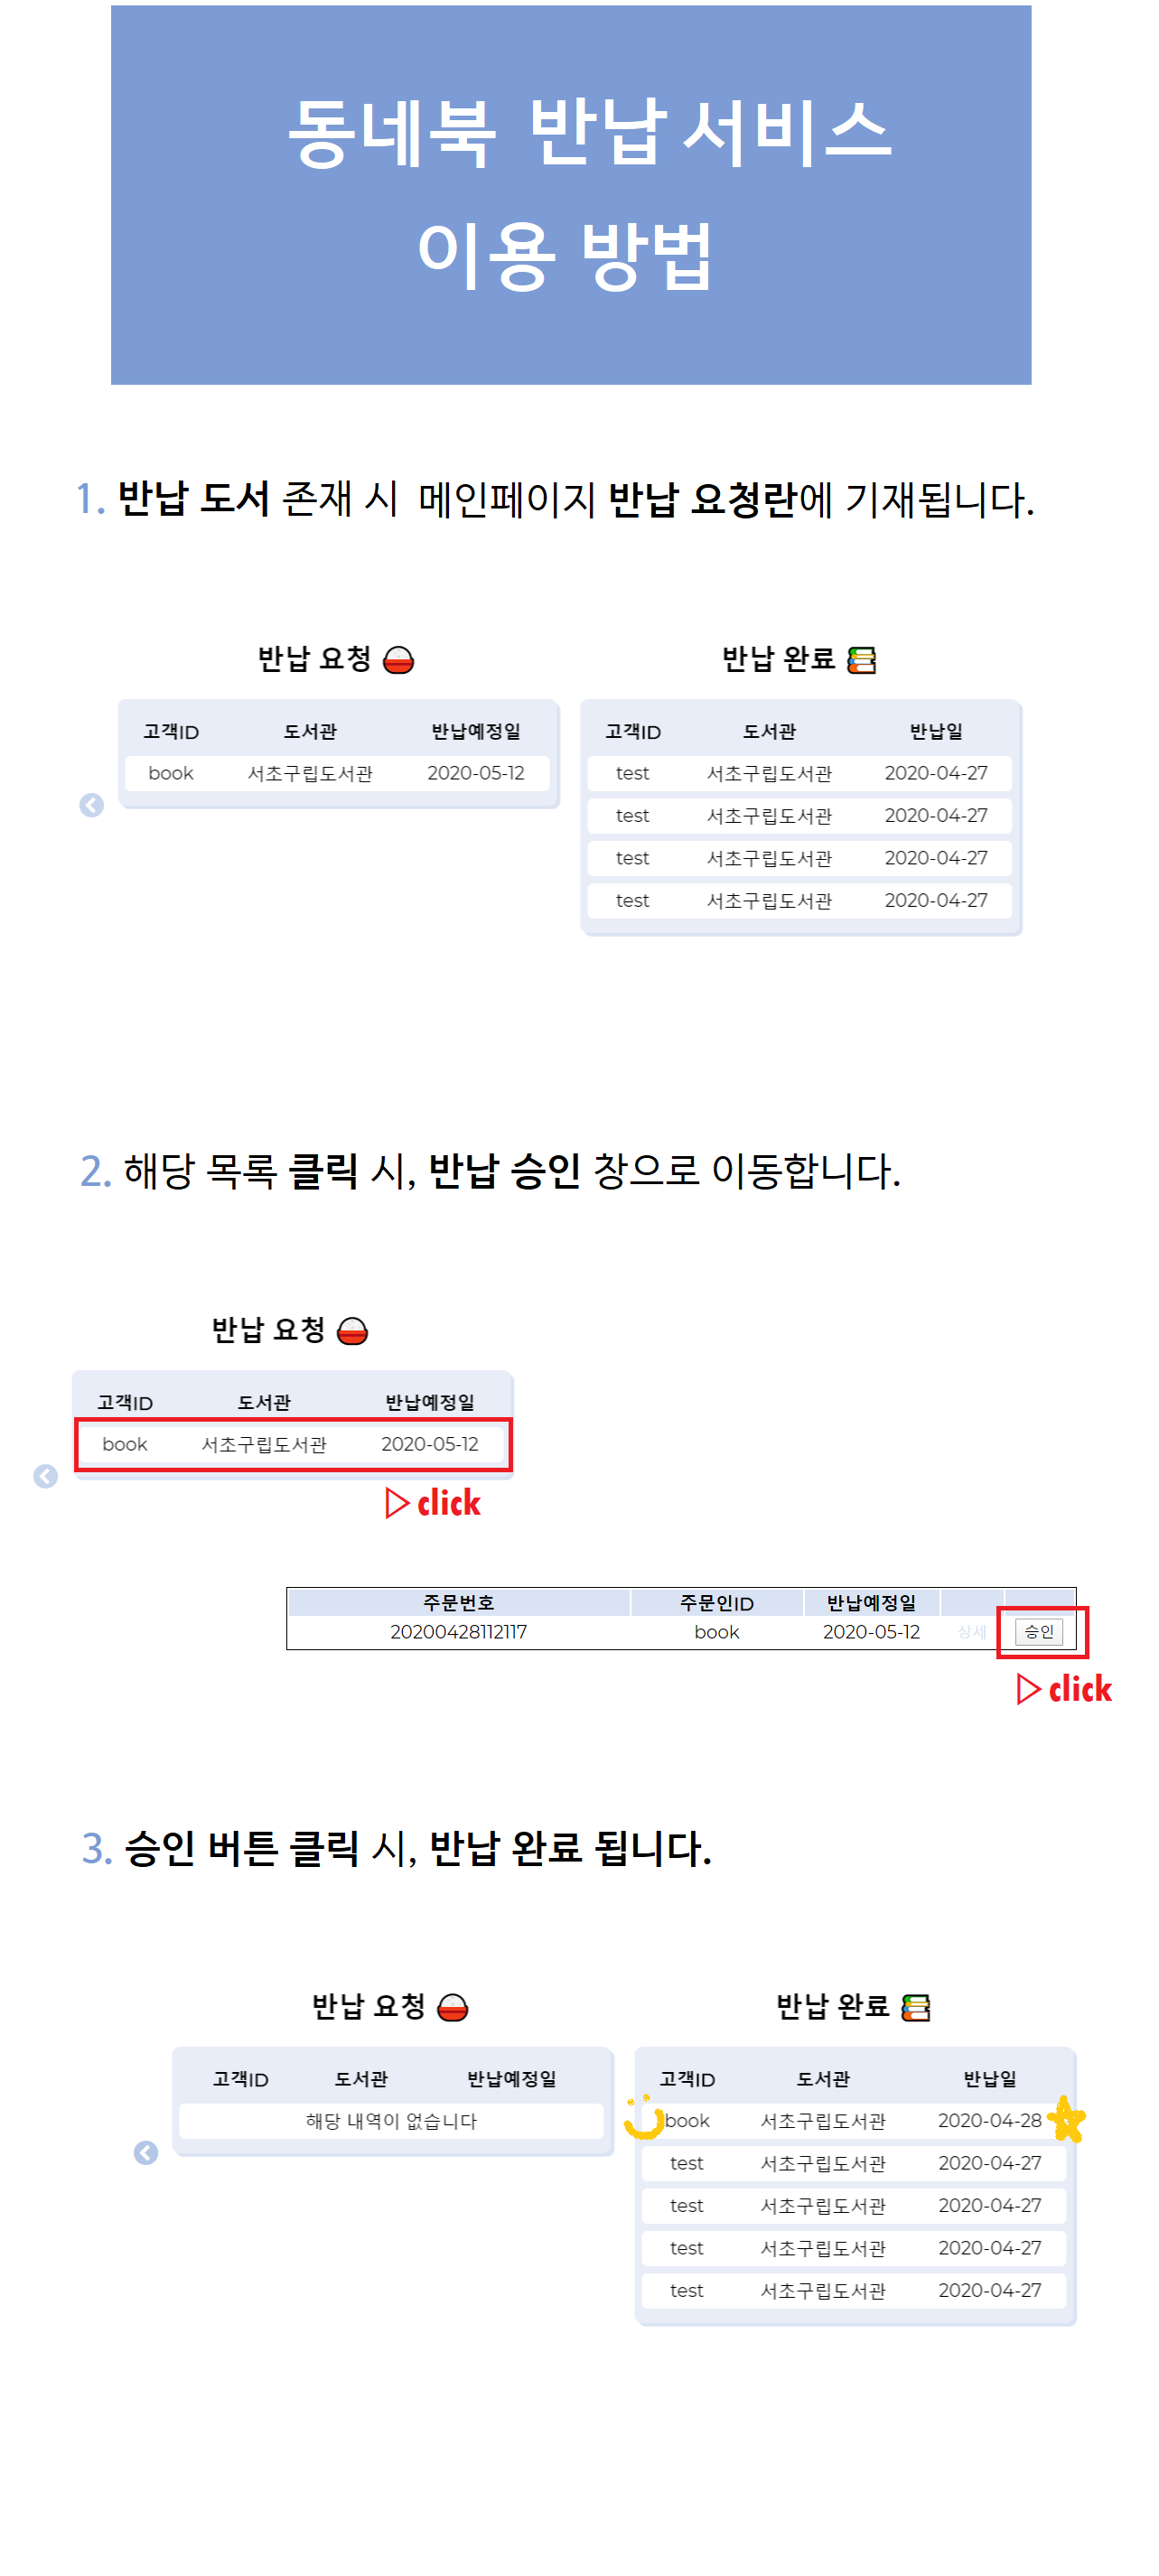 동네북 반납 서비스
이용 방법
1. 반납 도서 존재 시 메인페이지 반납 요청란에 기재됩니다.
반납 요청
고객ID 도서관 반납예정일
book 서초구립도서관 2020-05-12
반납 완료
고객ID 도서관 반납일
test 서초구립도서관 2020-04-27
test 서초구립도서관 2020-04-27
test 서초구립도서관 2020-04-27
test 서초구립도서관 2020-04-27
2. 해당 목록 클릭 시, 반납 승인 창으로 이동합니다.
반납 요청
고객ID 도서관 반납예정일
book 서초구립도서관 2020-05-12
▷ click
주문번호 주문인ID 반납예정일
20200428112117 book 2020-05-12 상세 승인
▷ click
3. 승인 버튼 클릭 시, 반납 완료 됩니다.
반납 요청
고객ID 도서관 반납예정일
해당 내역이 없습니다
반납 완료
고객ID 도서관 반납일
book 서초구립도서관 2020-04-28
test 서초구립도서관 2020-04-27
test 서초구립도서관 2020-04-27
test 서초구립도서관 2020-04-27
test 서초구립도서관 2020-04-27